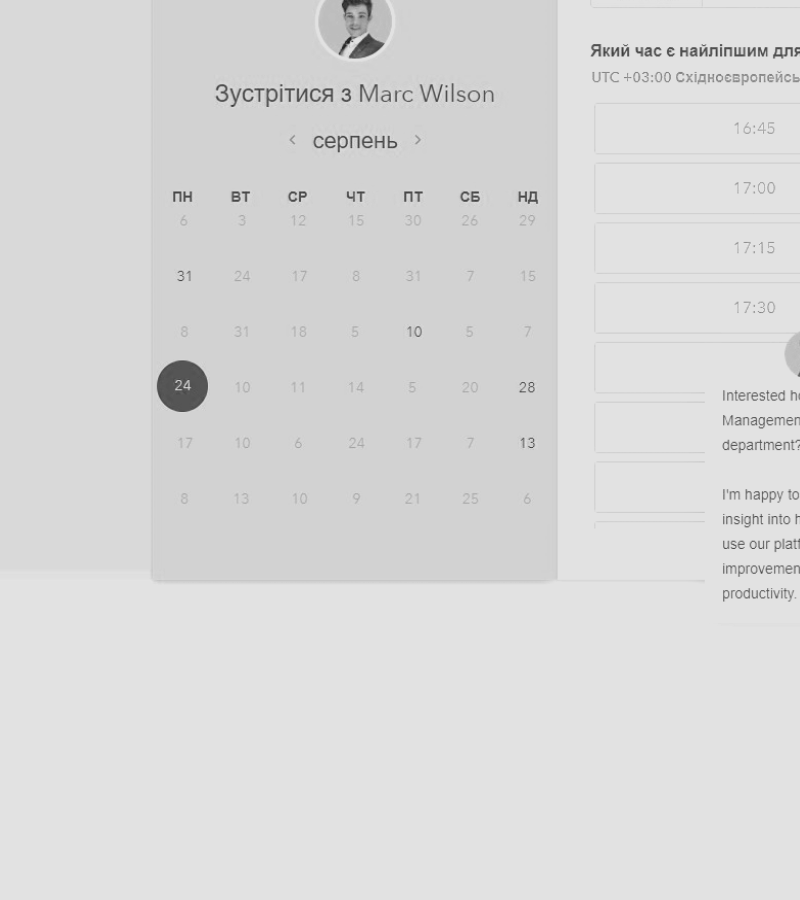 Зустрітися з Marc Wilson
серпень
ПН ВТ СР ЧТ ПТ СБ НД
6 3 12 15 30 26 29
31 24 17 8 31 7 15
8 31 18 5 10 5 7
24 10 11 14 5 20 28
17 10 6 24 17 7 13
8 13 10 9 21 25 6
Який час є найліпшим для
UTC +03:00 Східноєвропейсь
16:45
17:00
17:15
17:30
Interested
Managemen
department?
I'm happy to
insight into
use our
improvemen
productivity.